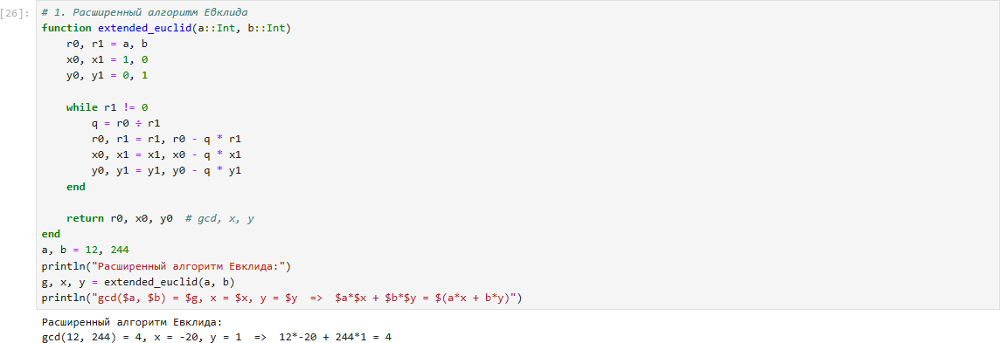 [26]: # 1. Расширенный алгоритм Евклида
function extended_euclid(a::Int, b::Int)
    r0, r1 = a, b
    x0, x1 = 1, 0
    y0, y1 = 0, 1

    while r1 != 0
        q = r0 ÷ r1
        r0, r1 = r1, r0 - q * r1
        x0, x1 = x1, x0 - q * x1
        y0, y1 = y1, y0 - q * y1
    end

    return r0, x0, y0  # gcd, x, y
end
a, b = 12, 244
println("Расширенный алгоритм Евклида:")
g, x, y = extended_euclid(a, b)
println("gcd($a, $b) = $g, x = $x, y = $y  =>  $a*$x + $b*$y = $(a*x + b*y)")
Расширенный алгоритм Евклида:
gcd(12, 244) = 4, x = -20, y = 1  =>  12*-20 + 244*1 = 4